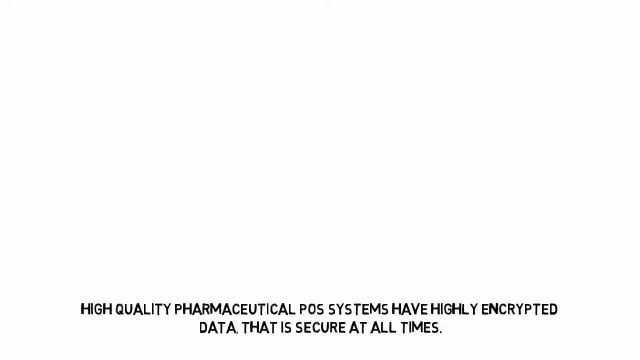 HIGH QUALITY PHARMACEUTICAL POS SYSTEMS HAVE HIGHLY ENCRYPTED
DATA, THAT IS SECURE AT ALL TIMES.